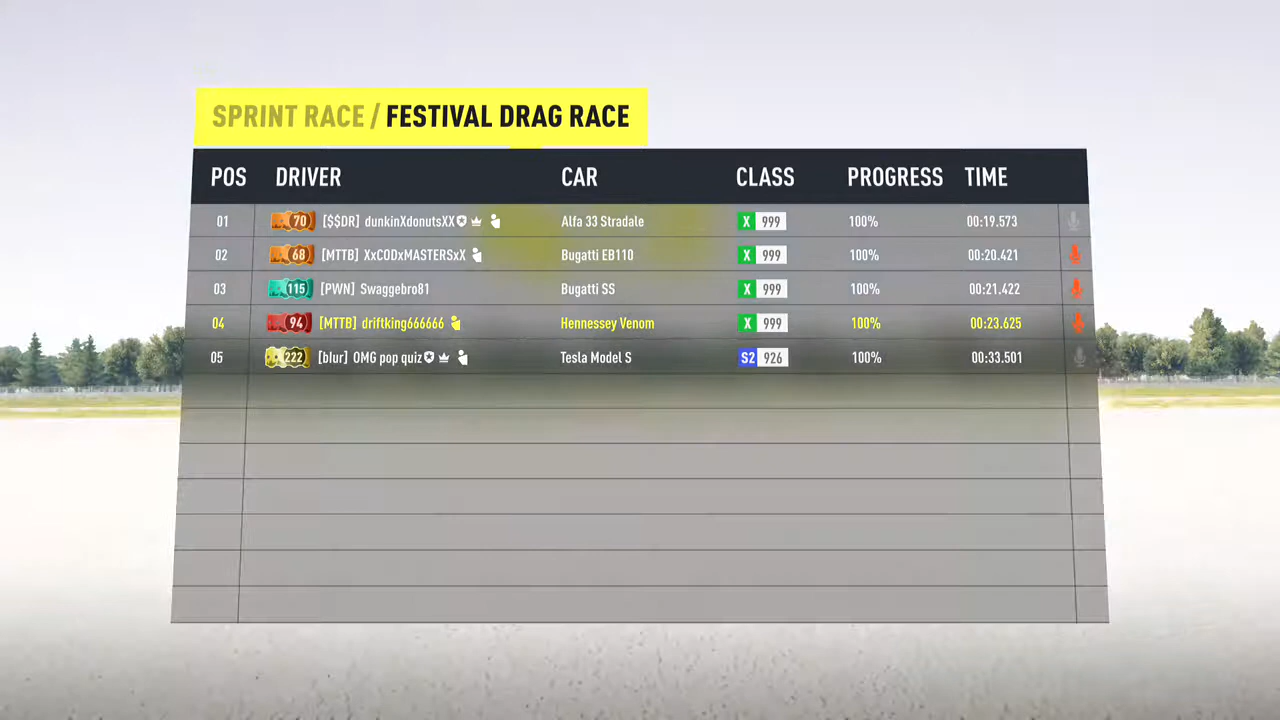 SPRINT RACE / FESTIVAL DRAG RACE
POS DRIVER CAR CLASS PROGRESS TIME
01 70 [$$DR] dunkinXdonutsXX Alfa 33 Stradale X 999 100% 00:19.573
02 68 [MTTB] XxCODxMASTERSxX Bugatti EB110 X 999 100% 00:20.421
03 115 [PWN] Swaggebro81 Bugatti SS X 999 100% 00:21.422
04 94 [MTTB] driftking666666 Hennessey Venom X 999 100% 00:23.625
05 222 [blur] OMG pop quiz Tesla Model S S2 926 100% 00:33.501